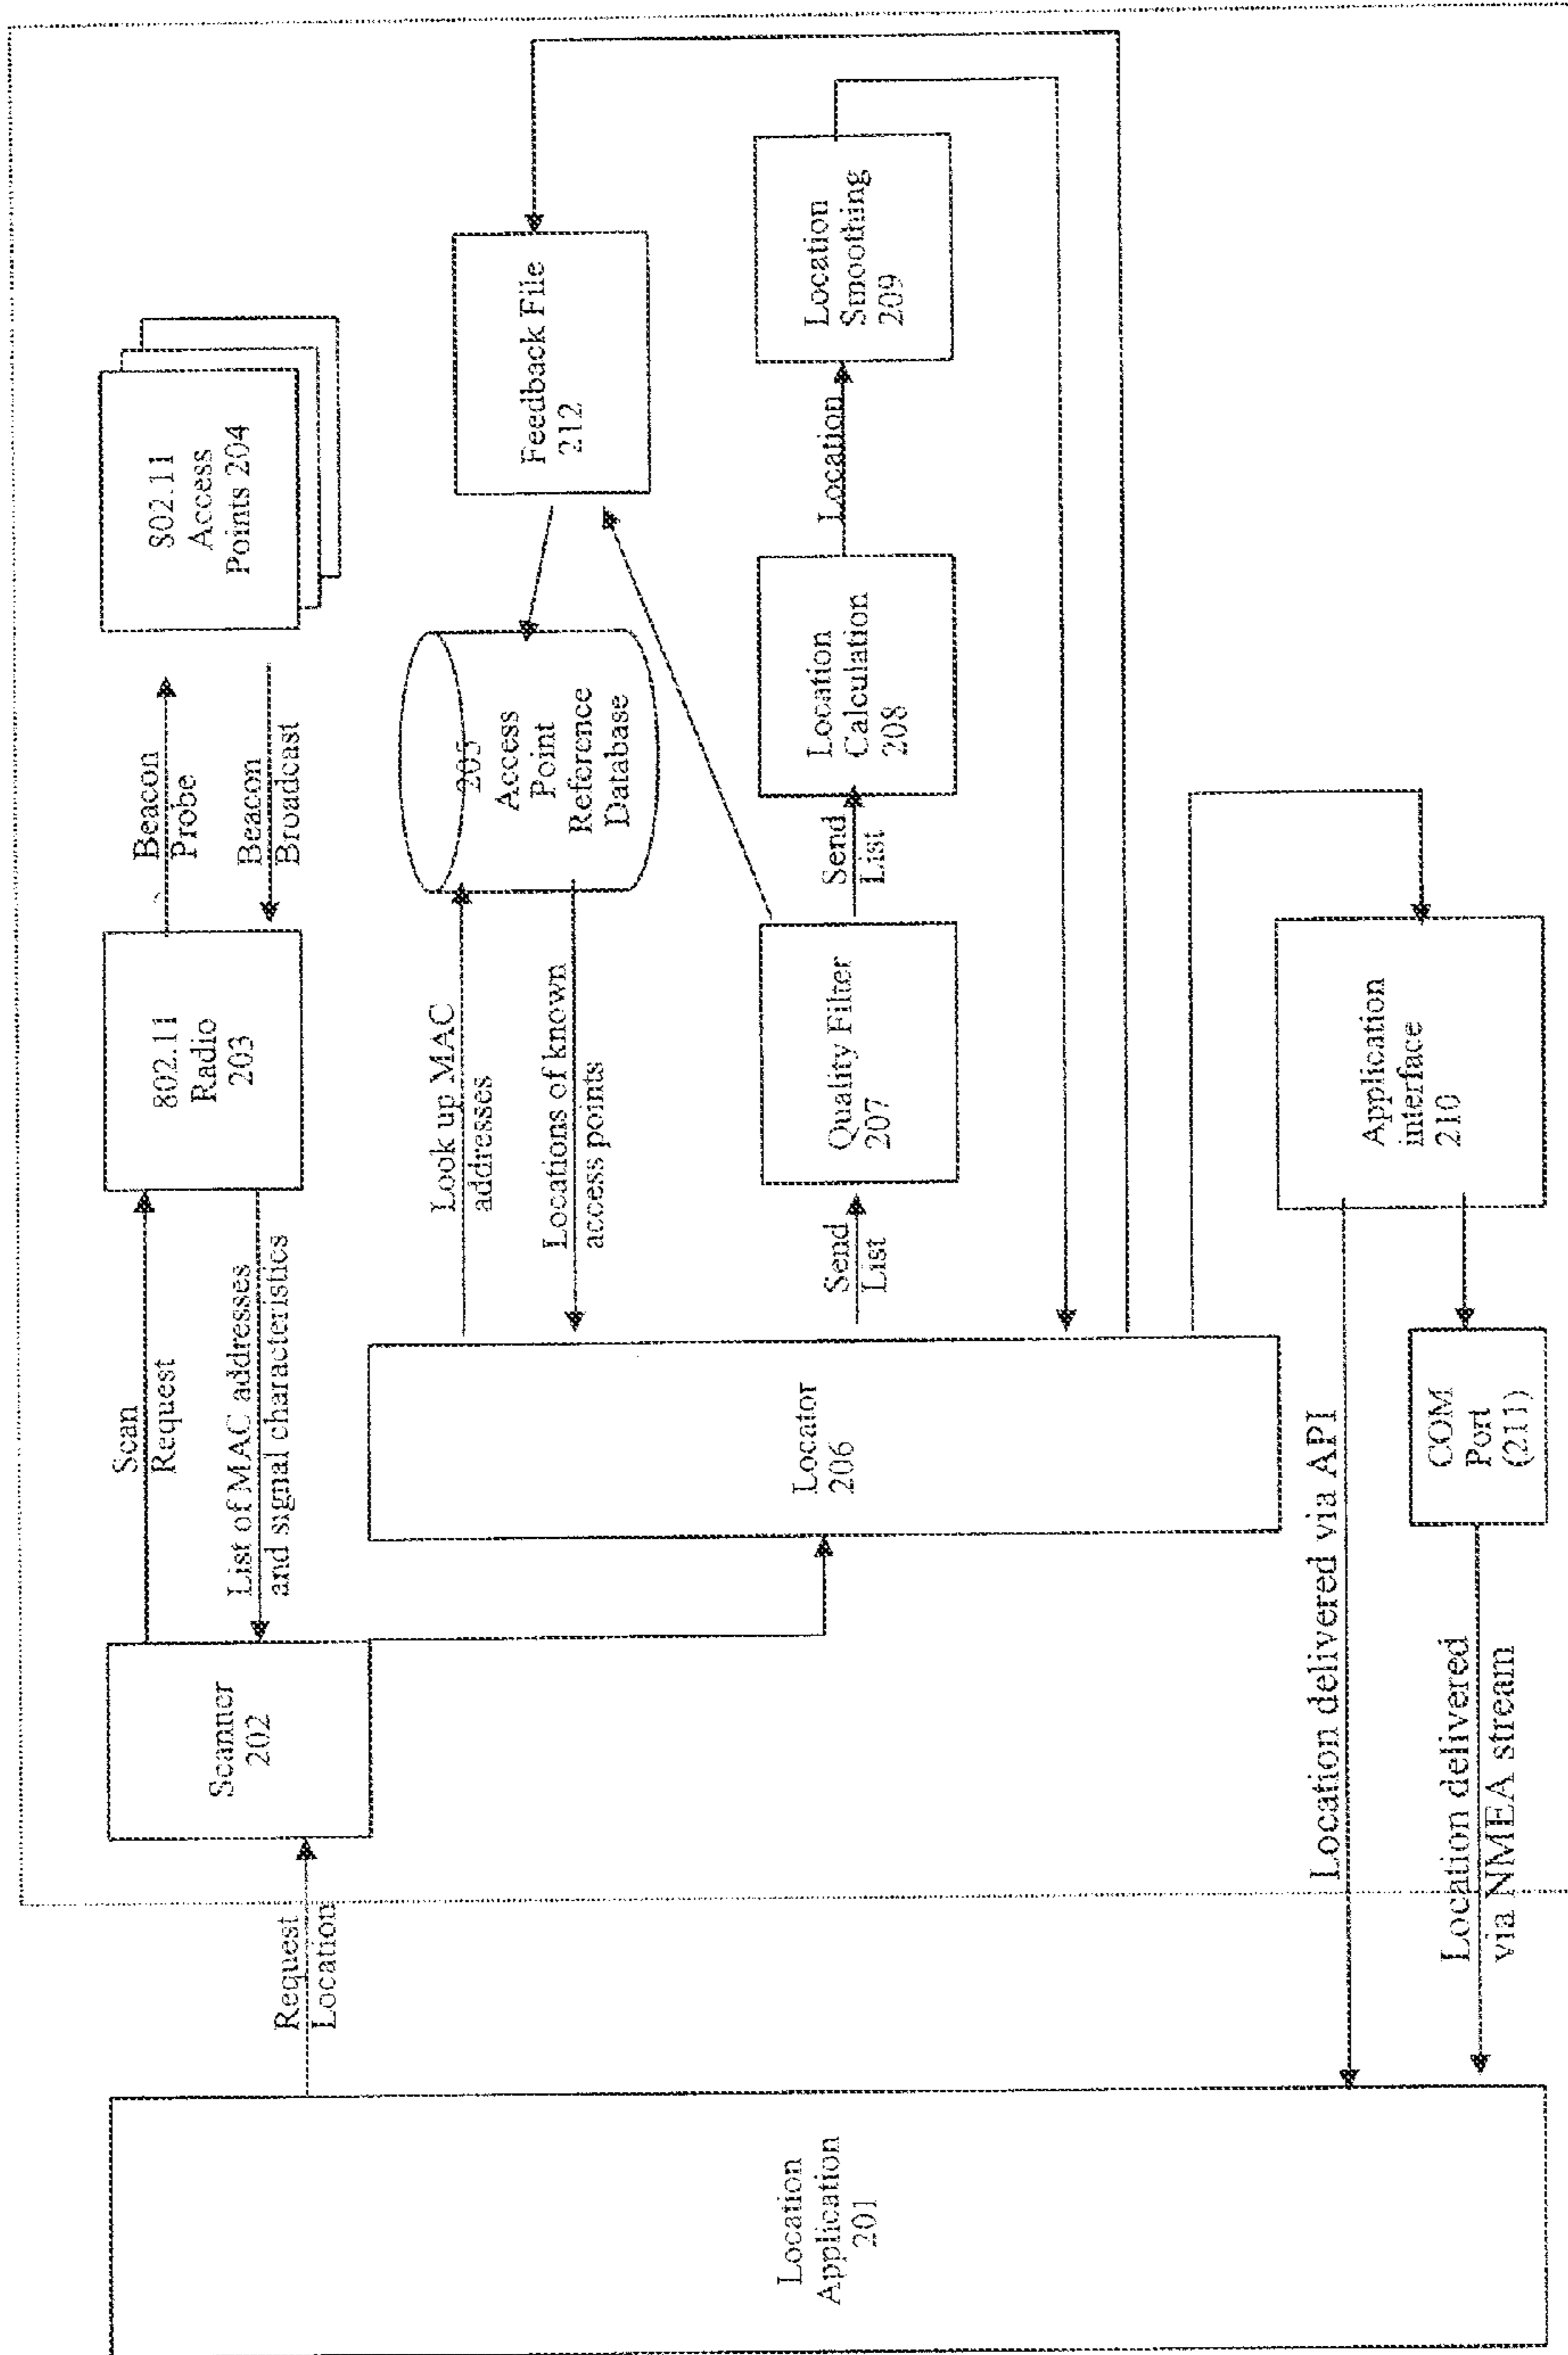 Location
Application
201
Request
Location
Scanner
202
Scan
Request
List of MAC addresses
and signal characteristics
802.11
Radio
203
Beacon
Probe
Beacon
Broadcast
802.11
Access
Points 204
Locator
206
Look up MAC
addresses
Locations of known
access points
205
Access
Point
Reference
Database
Feedback File
212
Send
List
Quality Filter
207
Send
List
Location
Calculation
208
Location
Location
Smoothing
209
Application
interface
210
Location delivered via API
COM
Port
(211)
Location delivered
via NMEA stream